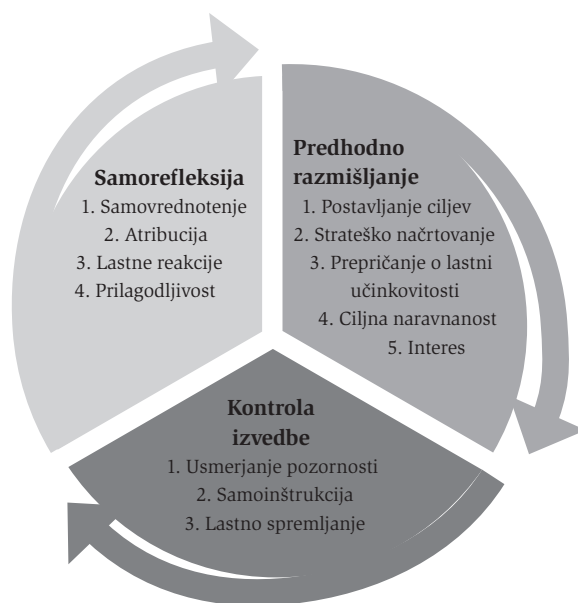 Samorefleksija
1. Samovrednotenje
2. Atribucija
3. Lastne reakcije
4. Prilagodljivost
Predhodno
razmišljanje
1. Postavljanje ciljev
2. Strateško načrtovanje
3. Prepričanje o lastni
učinkovitosti
4. Ciljna naravnanost
5. Interes
Kontrola
izvedbe
1. Usmerjanje pozornosti
2. Samoinštrukcija
3. Lastno spremljanje